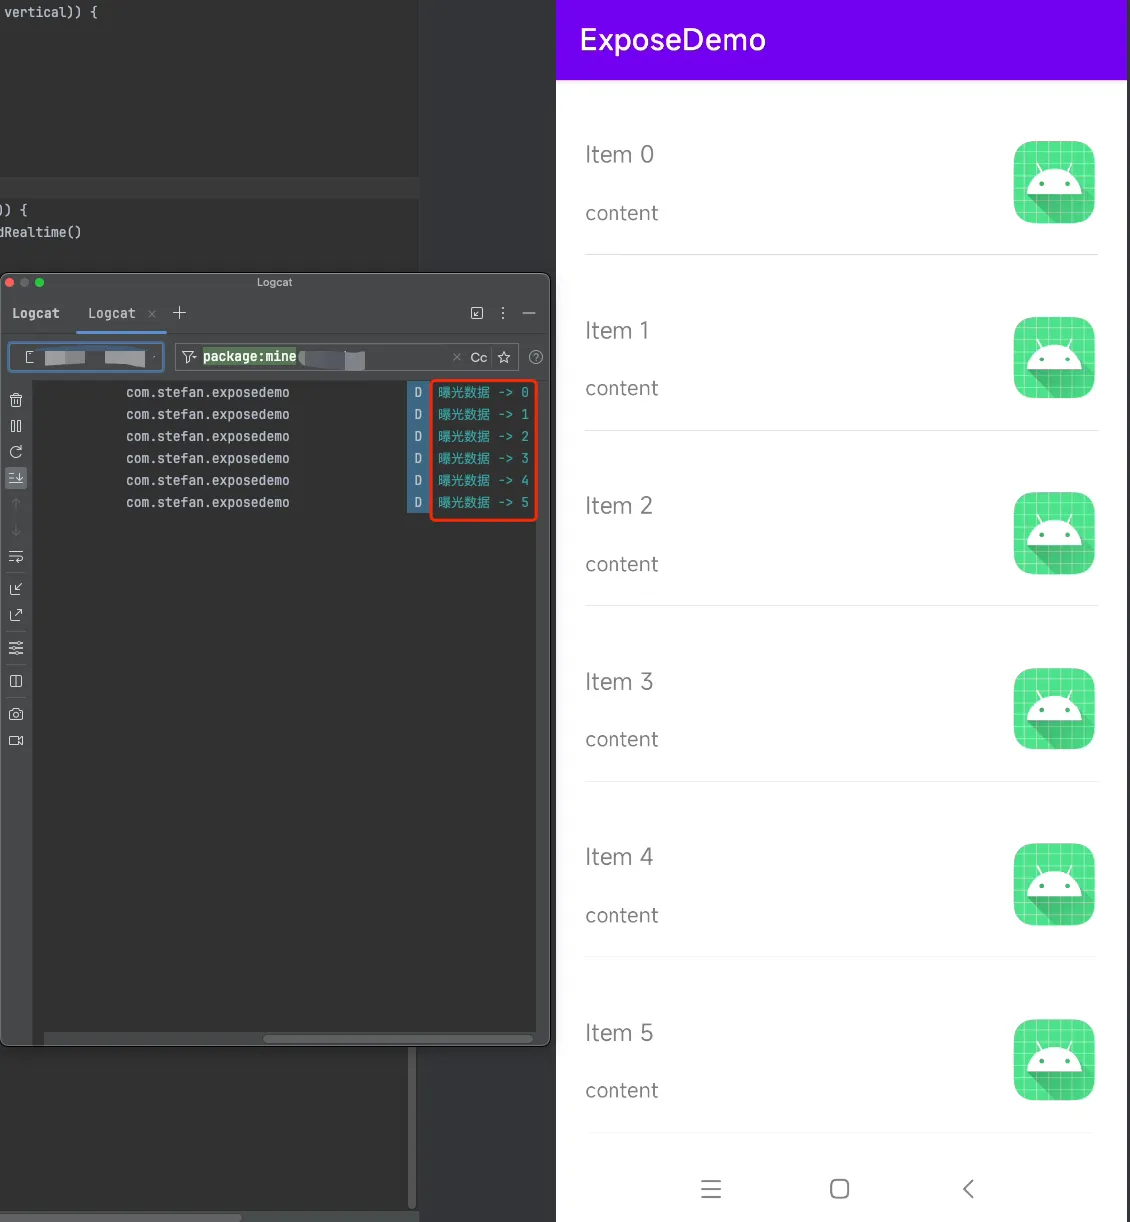 vertical)) {
)) {
dRealtime()
Logcat
Logcat
Logcat
package:mine
Cc
com.stefan.exposedemo D 曝光数据 -> 0
com.stefan.exposedemo D 曝光数据 -> 1
com.stefan.exposedemo D 曝光数据 -> 2
com.stefan.exposedemo D 曝光数据 -> 3
com.stefan.exposedemo D 曝光数据 -> 4
com.stefan.exposedemo D 曝光数据 -> 5
ExposeDemo
Item 0
content
Item 1
content
Item 2
content
Item 3
content
Item 4
content
Item 5
content